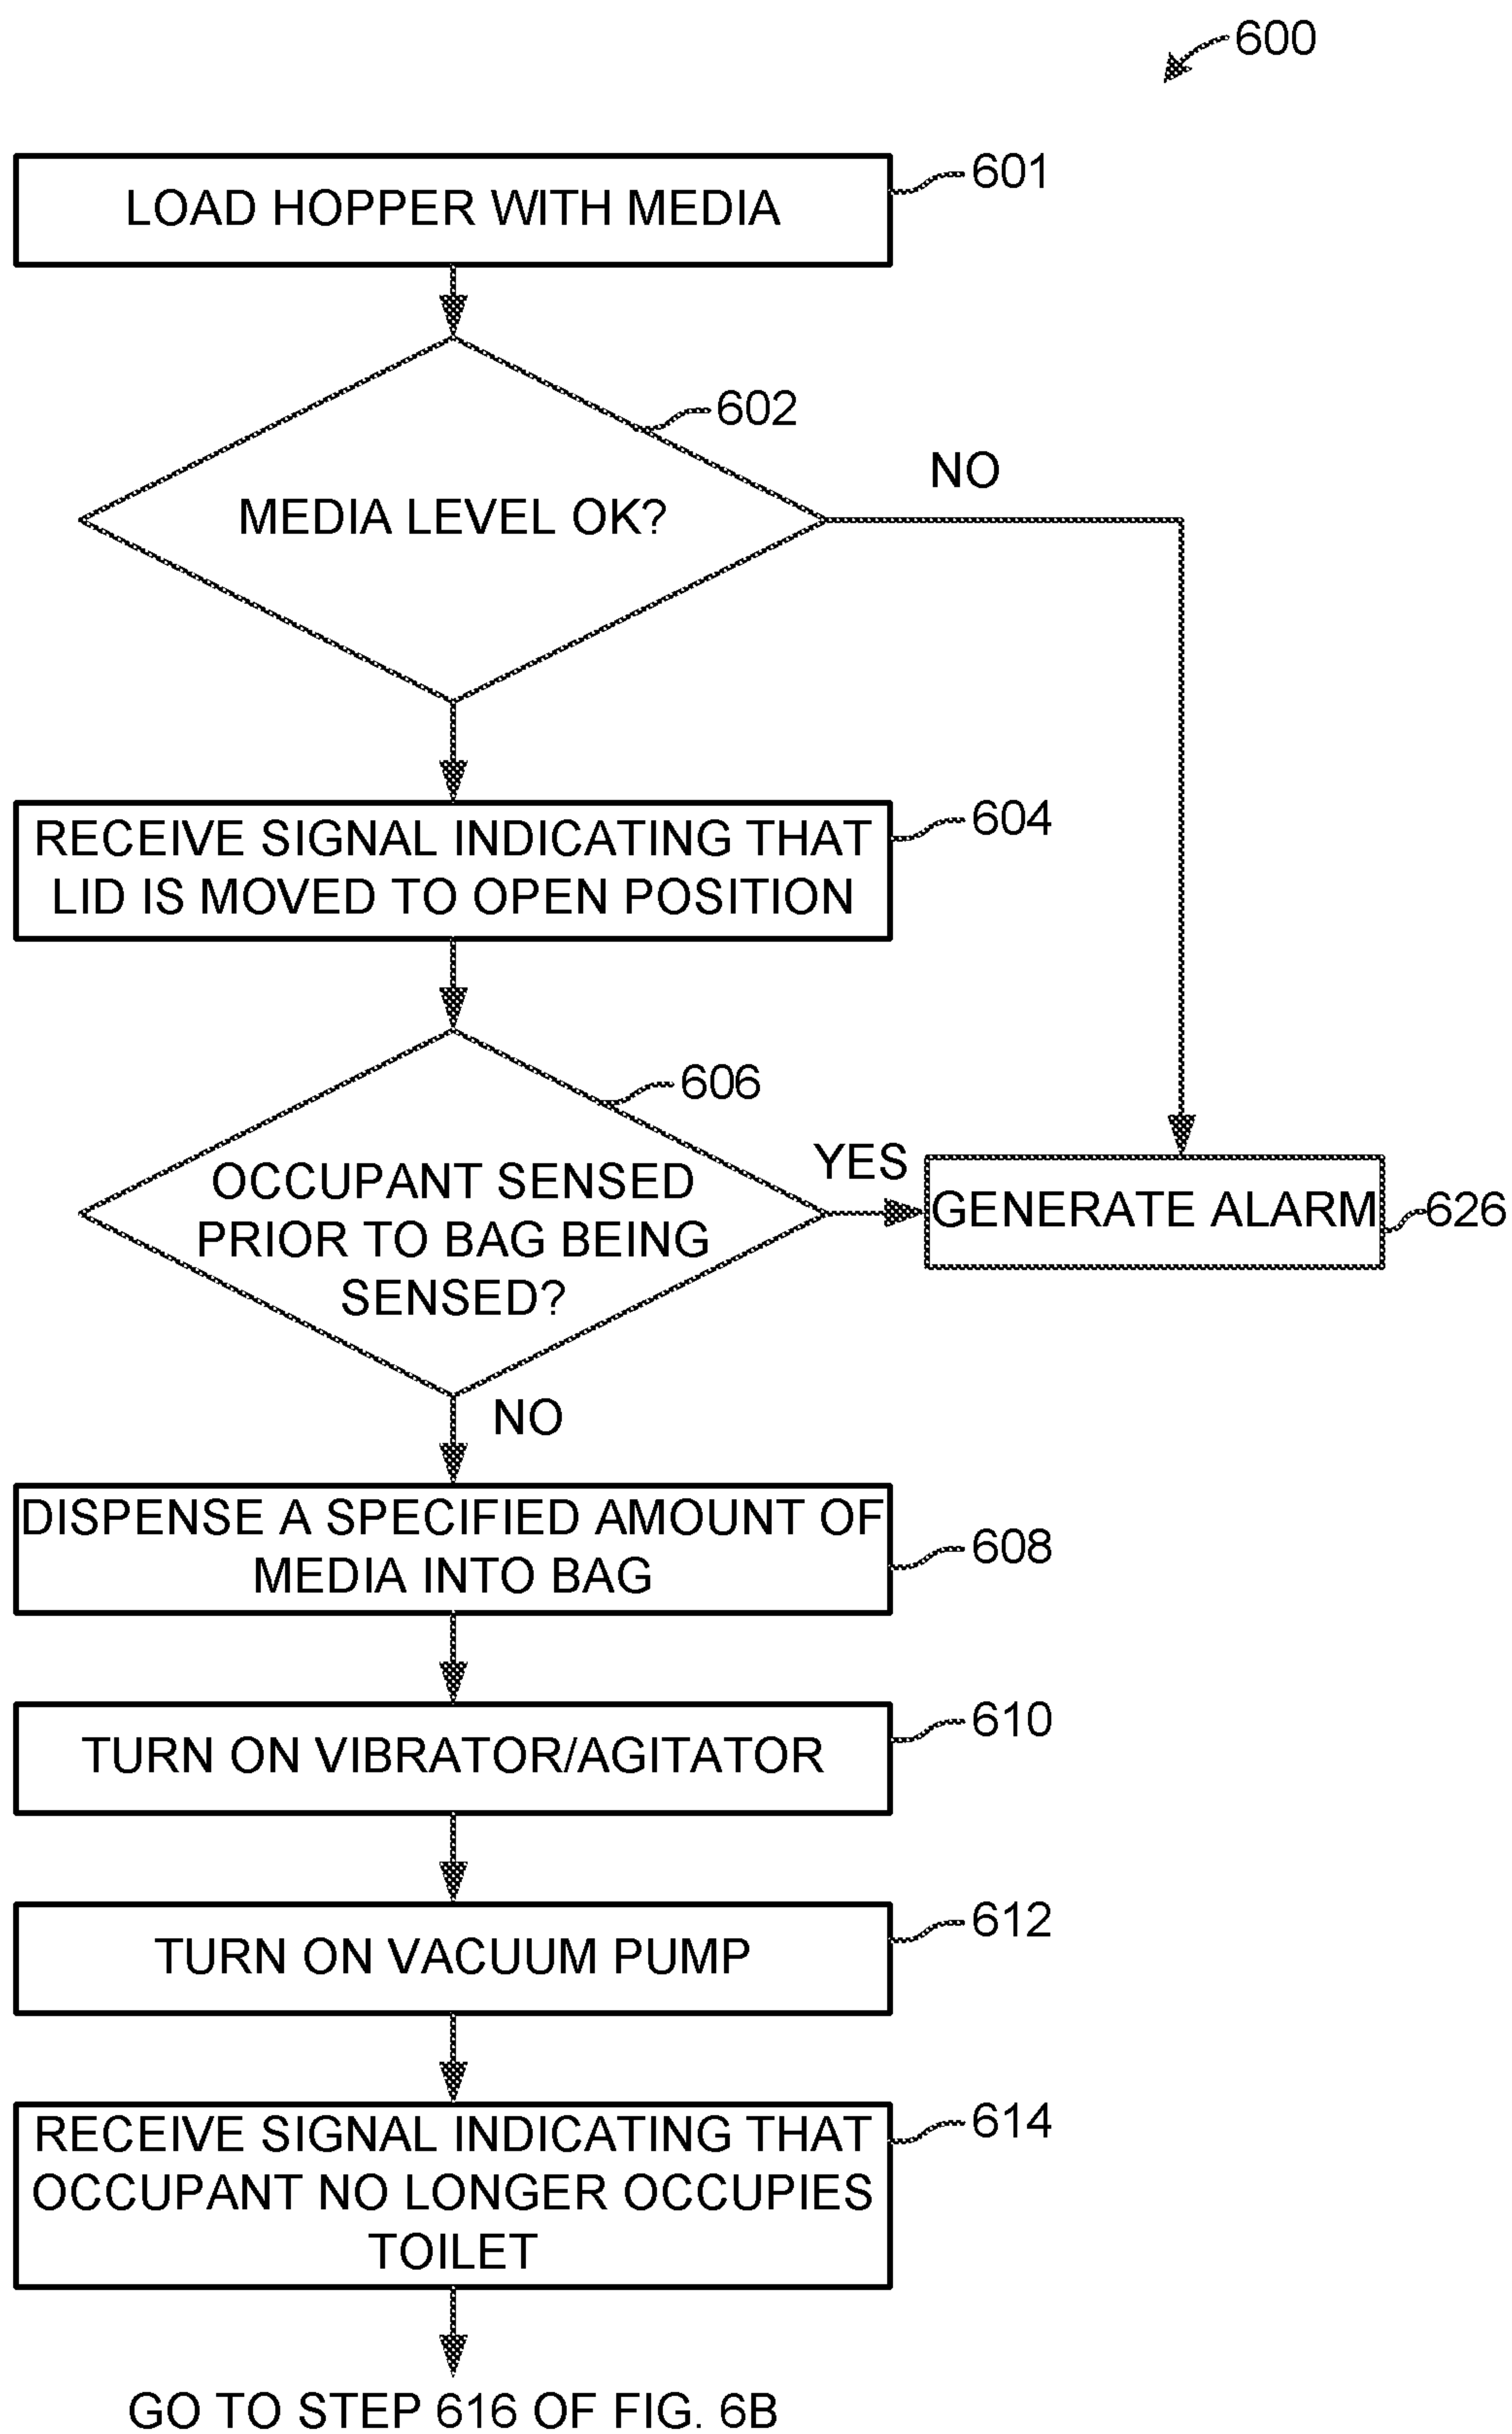 600
LOAD HOPPER WITH MEDIA
601
602
MEDIA LEVEL OK?
NO
RECEIVE SIGNAL INDICATING THAT
LID IS MOVED TO OPEN POSITION
604
606
OCCUPANT SENSED
PRIOR TO BAG BEING
SENSED?
YES
GENERATE ALARM
626
NO
DISPENSE A SPECIFIED AMOUNT OF
MEDIA INTO BAG
608
TURN ON VIBRATOR/AGITATOR
610
TURN ON VACUUM PUMP
612
RECEIVE SIGNAL INDICATING THAT
OCCUPANT NO LONGER OCCUPIES
TOILET
614
GO TO STEP 616 OF FIG. 6B